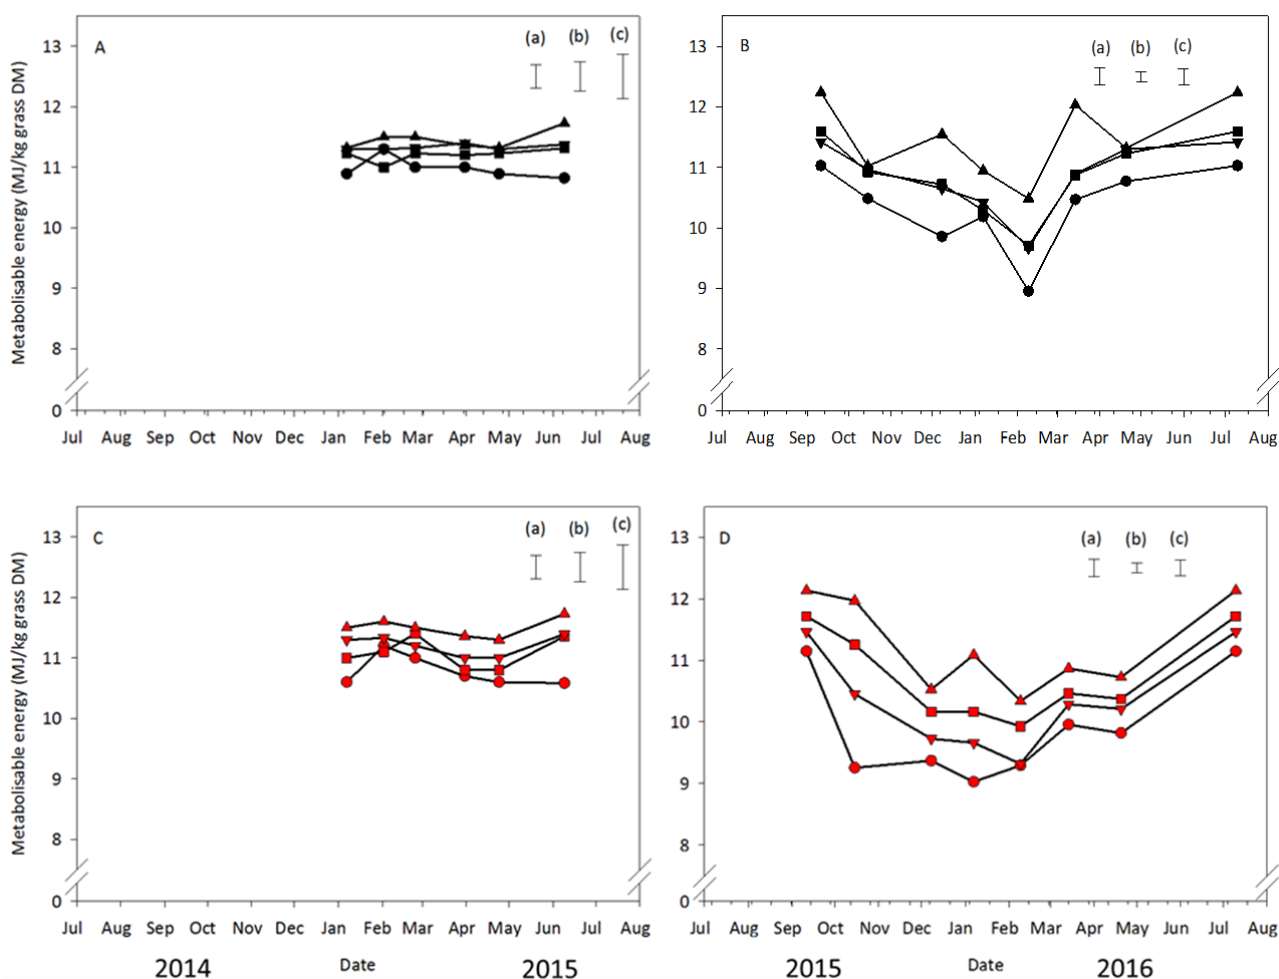 A
(a) (b) (c)
Metabolisable energy (MJ/kg grass DM)
13
12
11
10
9
8
0
Jul Aug Sep Oct Nov Dec Jan Feb Mar Apr May Jun Jul Aug
B
(a) (b) (c)
13
12
11
10
9
8
0
Jul Aug Sep Oct Nov Dec Jan Feb Mar Apr May Jun Jul Aug
C
(a) (b) (c)
Metabolisable energy (MJ/kg grass DM)
13
12
11
10
9
8
0
Jul Aug Sep Oct Nov Dec Jan Feb Mar Apr May Jun Jul Aug
2014 Date 2015
D
(a) (b) (c)
13
12
11
10
9
8
0
Jul Aug Sep Oct Nov Dec Jan Feb Mar Apr May Jun Jul Aug
2015 Date 2016